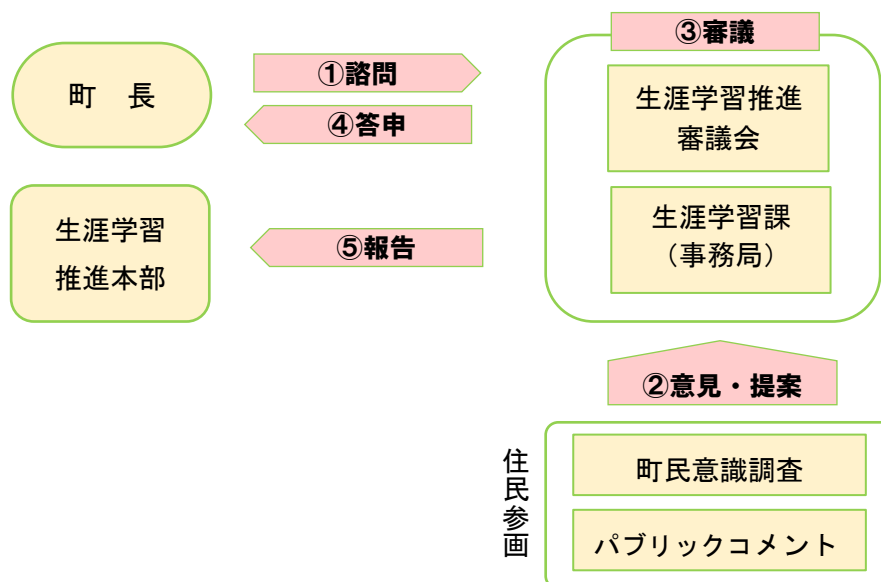 ③審議
町　長
①諮問
④答申
生涯学習推進
審議会
生涯学習
推進本部
⑤報告
生涯学習課
（事務局）
②意見・提案
住民参画
町民意識調査
パブリックコメント